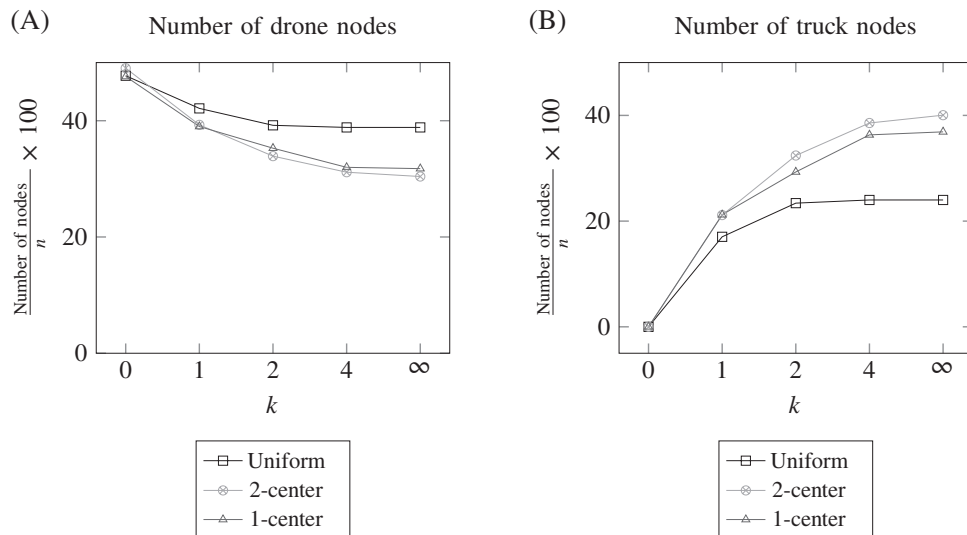 (A) Number of drone nodes
40
20
0
0 1 2 4 ∞
k
Number of nodes / n × 100
Uniform
2-center
1-center
(B) Number of truck nodes
40
20
0
0 1 2 4 ∞
k
Number of nodes / n × 100
Uniform
2-center
1-center